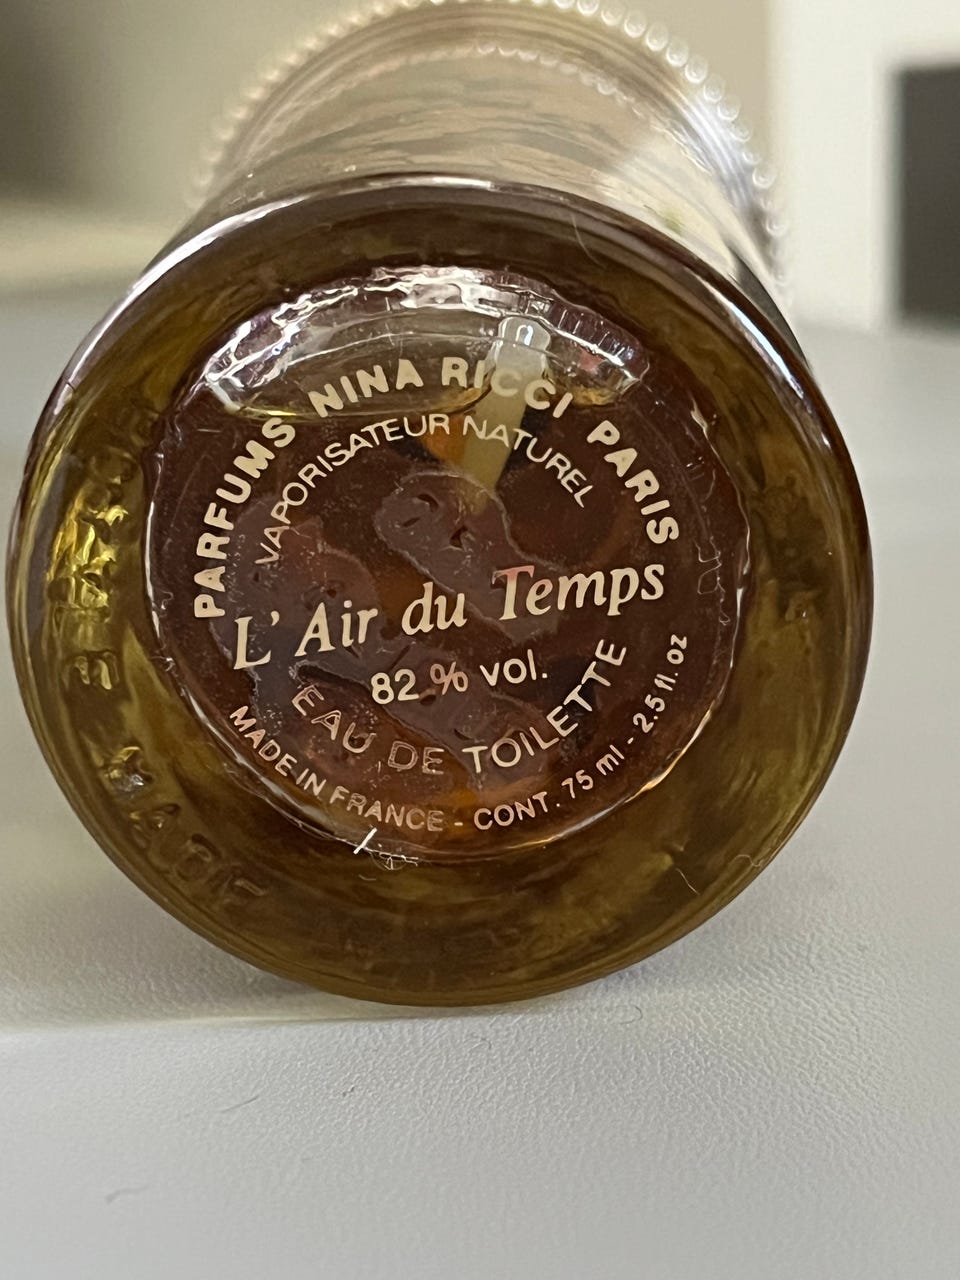 PARFUMS NINA RICCI PARIS
VAPORISATEUR NATUREL
L' Air du Temps
82 % vol.
EAU DE TOILETTE
MADE IN FRANCE - CONT. 75 ml - 2.5 fl. oz